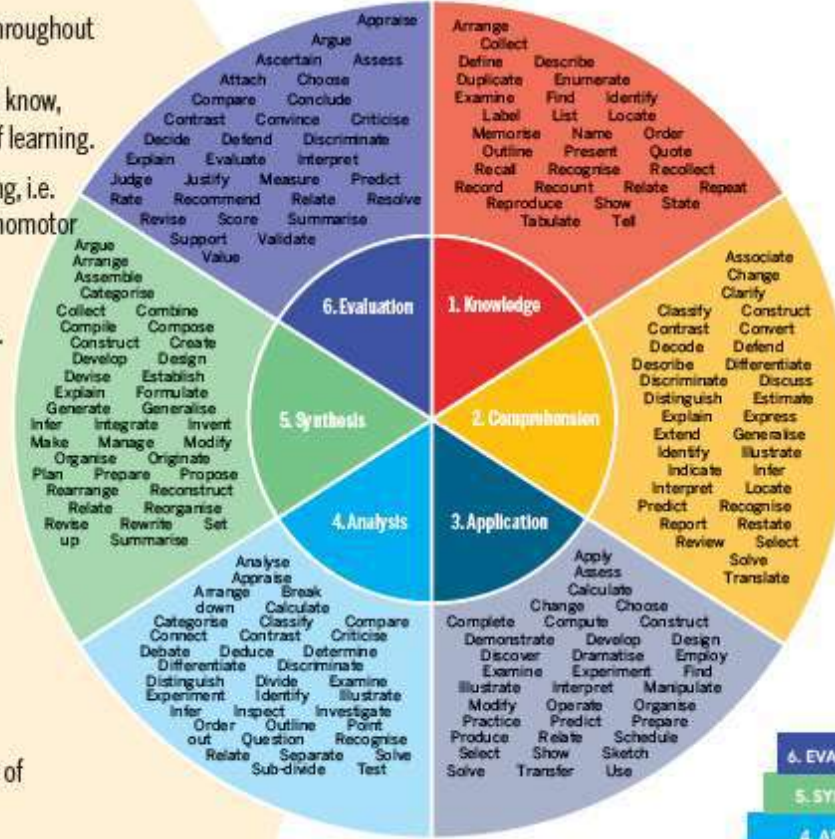 hroughout
know,
f learning.
ng, i.e.
homotor
.
of
Appraise
Argue
Ascertain Assess
Attach Choose
Compare Conclude
Contrast Convince Criticise
Decide Defend Discriminate
Explain Evaluate Interpret
Judge Justify Measure Predict
Rate Recommend Relate Resolve
Revise Score Summarise
Support Validate
Value
Arrange
Collect
Define Describe
Duplicate Enumerate
Examine Find Identify
Label List Locate
Memorise Name Order
Outline Present Quote
Recall Recognise Recollect
Record Recount Relate Repeat
Reproduce Show State
Tabulate Tell
Argue
Arrange
Assemble
Categorise
Collect Combine
Compile Compose
Construct Create
Develop Design
Devise Establish
Explain Formulate
Generate Generalise
Infer Integrate Invent
Make Manage Modify
Organise Originate
Plan Prepare Propose
Rearrange Reconstruct
Relate Reorganise
Revise Rewrite Set
up Summarise
6. Evaluation
1. Knowledge
5. Synthesis
2. Comprehension
4. Analysis
3. Application
Associate
Change
Clarify
Classify Construct
Contrast Convert
Decode Defend
Describe Differentiate
Discriminate Discuss
Distinguish Estimate
Explain Express
Extend Generalise
Identify Illustrate
Indicate Infer
Interpret Locate
Predict Recognise
Report Restate
Review Select
Solve
Translate
Analyse
Appraise
Arrange Break
down Calculate
Categorise Classify Compare
Connect Contrast Criticise
Debate Deduce Determine
Differentiate Discriminate
Distinguish Divide Examine
Experiment Identify Illustrate
Infer Inspect Investigate
Order Outline Point
out Question Recognise
Relate Separate Solve
Sub-divide Test
Apply
Assess
Calculate
Change Choose
Complete Compute Construct
Demonstrate Develop Design
Discover Dramatise Employ
Examine Experiment Find
Illustrate Interpret Manipulate
Modify Operate Organise
Practice Predict Prepare
Produce Relate Schedule
Select Show Sketch
Solve Transfer Use
6. EVA
5. SY